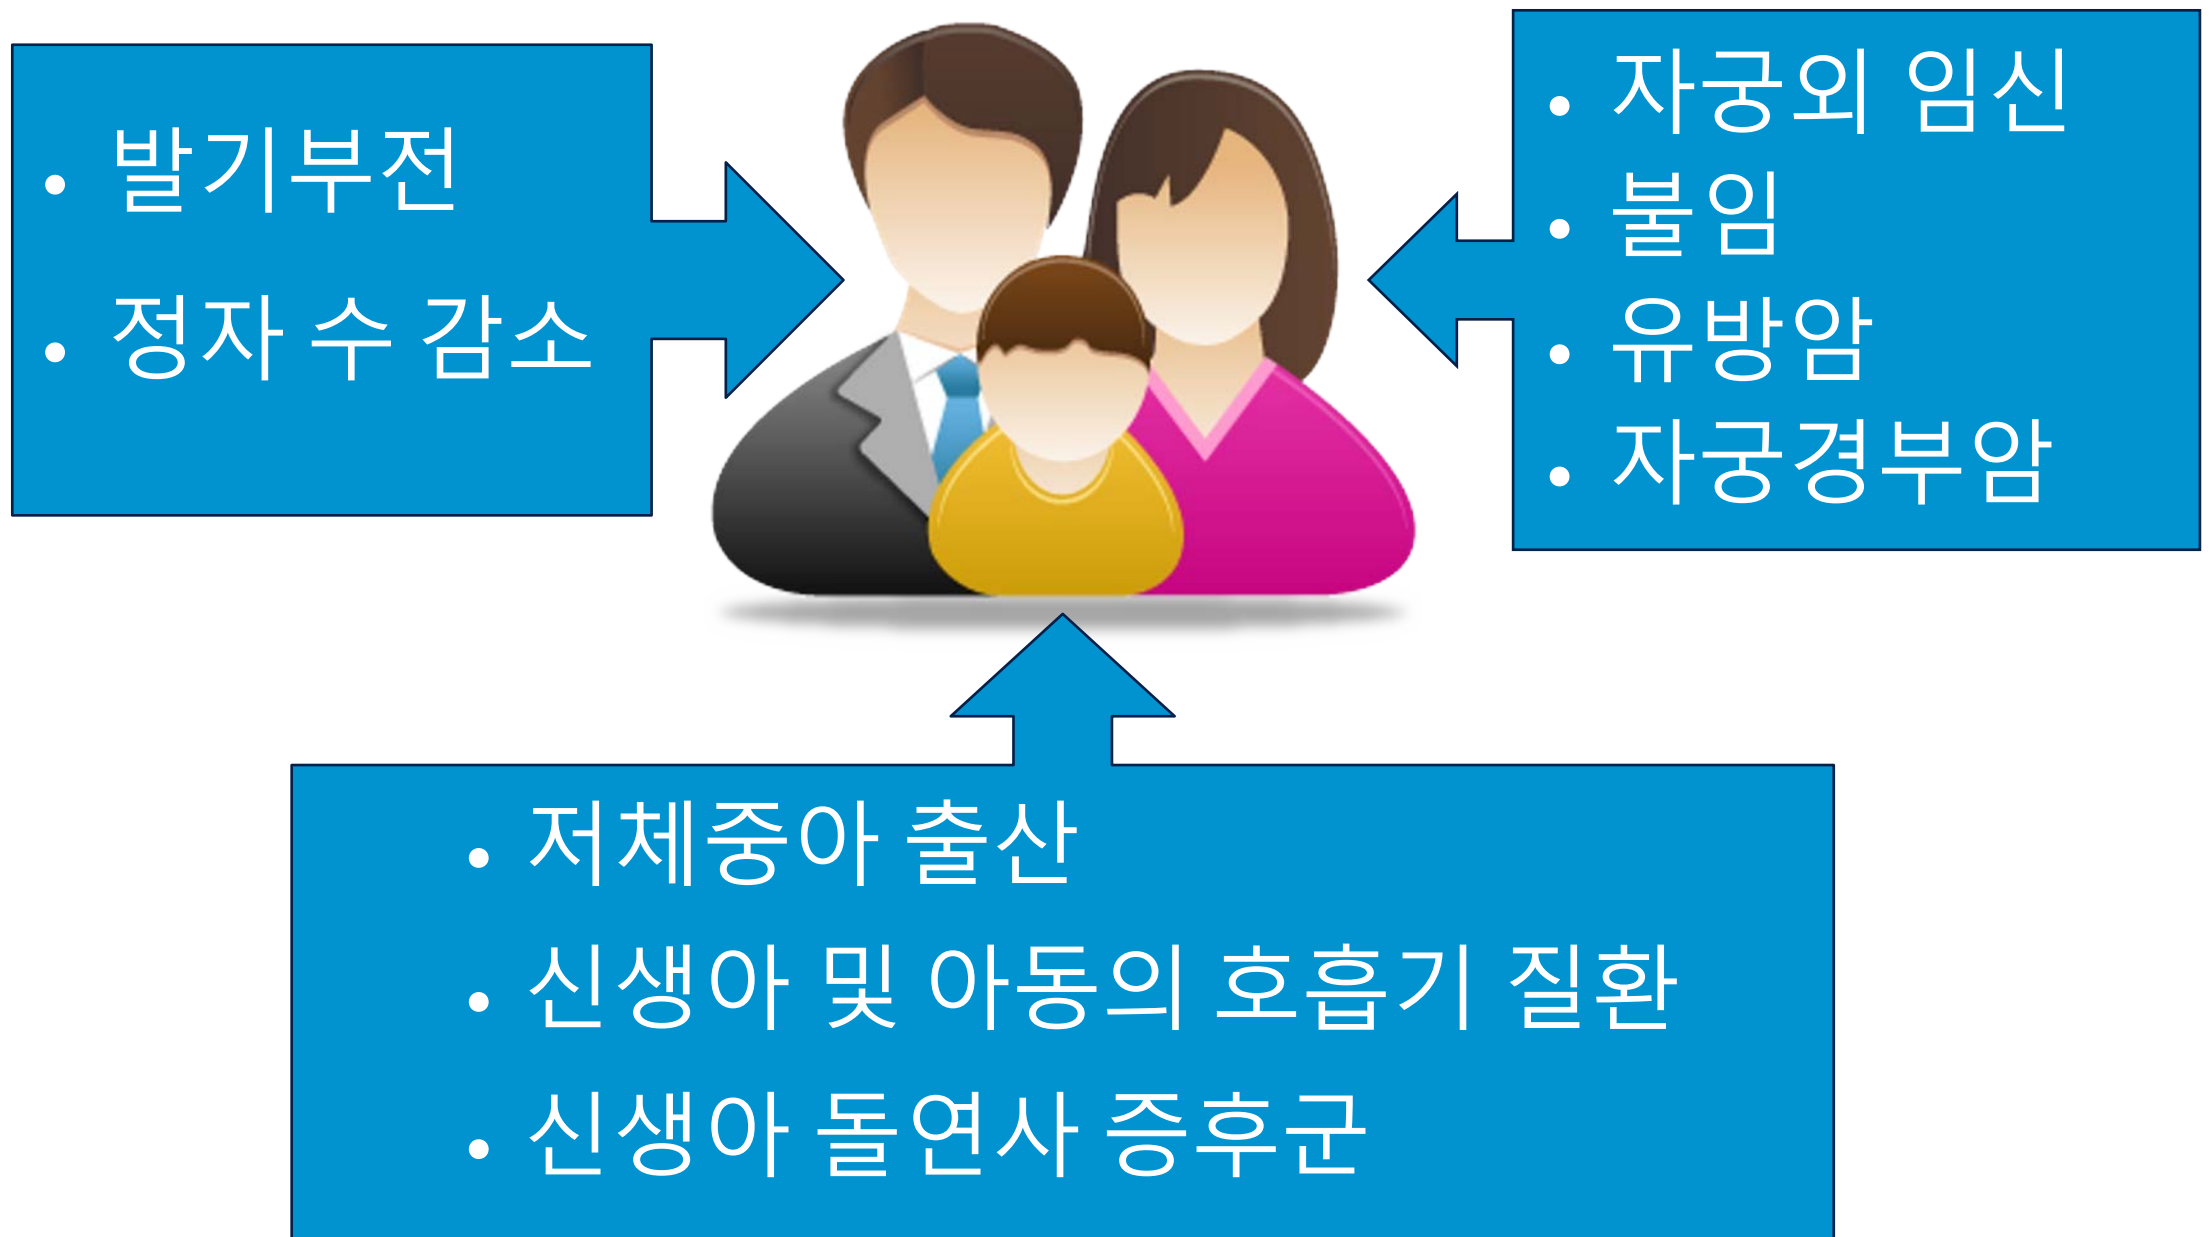 • 발기부전
• 정자 수 감소
• 자궁외 임신
• 불임
• 유방암
• 자궁경부암
• 저체중아 출산
• 신생아 및 아동의 호흡기 질환
• 신생아 돌연사 증후군